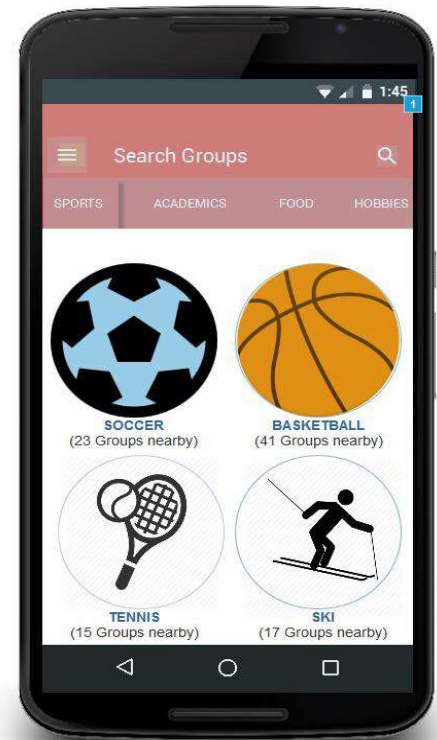 1:45
1
Search Groups
SPORTS ACADEMICS FOOD HOBBIES
SOCCER BASKETBALL
(23 Groups nearby) (41 Groups nearby)
TENNIS SKI
(15 Groups nearby) (17 Groups nearby)